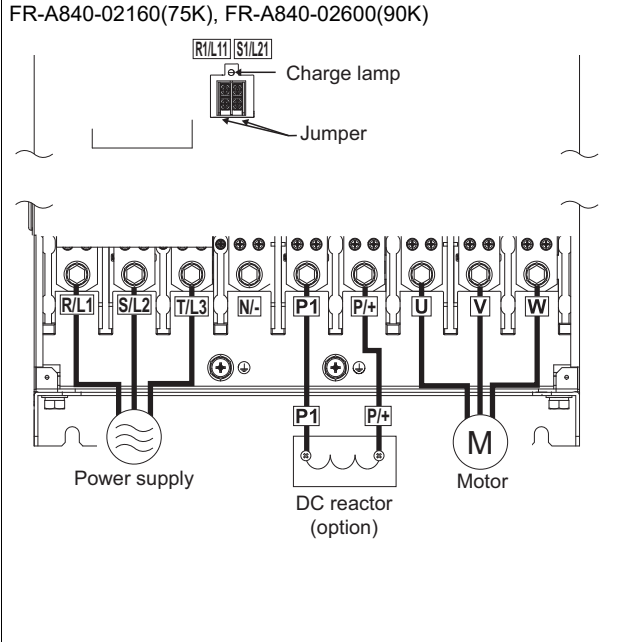 FR-A840-02160(75K), FR-A840-02600(90K)
R1/L11 S1/L21
Charge lamp
Jumper
R/L1 S/L2 T/L3 N/- P1 P/+ U V W
P1 P/+
M
Power supply
Motor
DC reactor
(option)